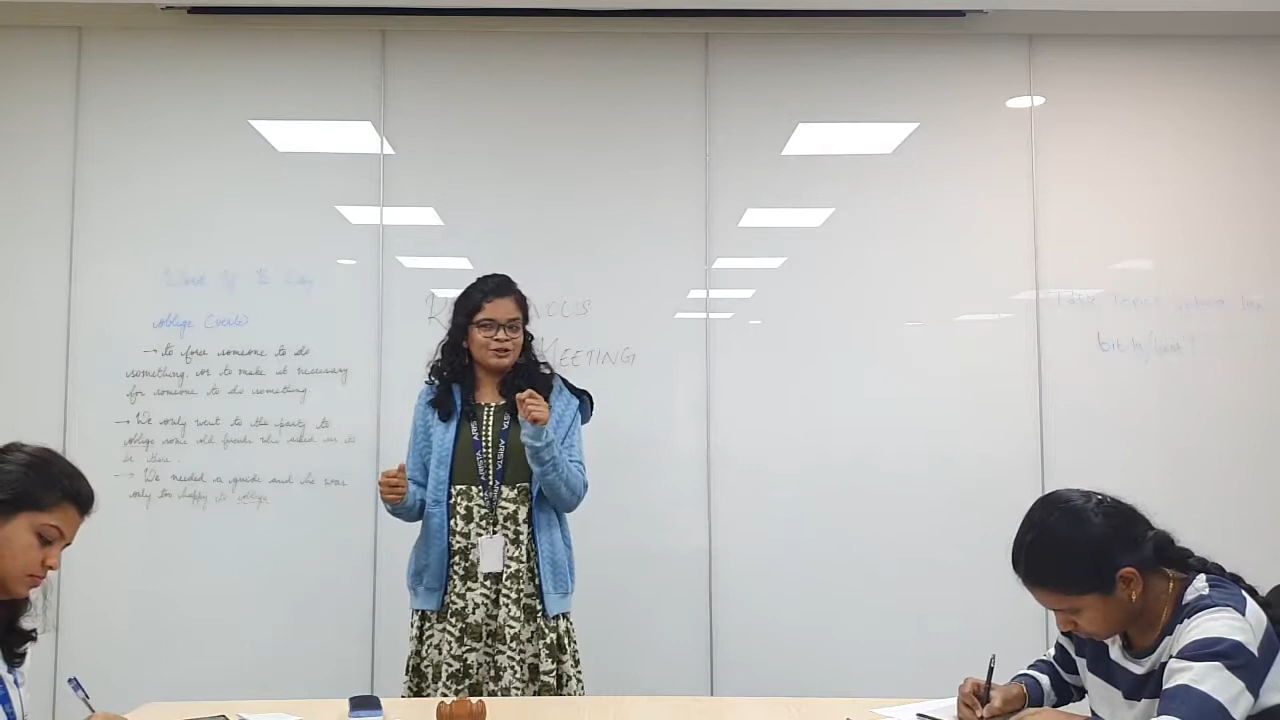 Word of the Day
oblige (verb)
→ to force someone to do
something, or to make it necessary
for someone to do something.
→ We only went to the party to
oblige some old friends who asked us to
be there.
→ We needed a guide and he was
only too happy to oblige
MEETING
ARISTA
ARISTA